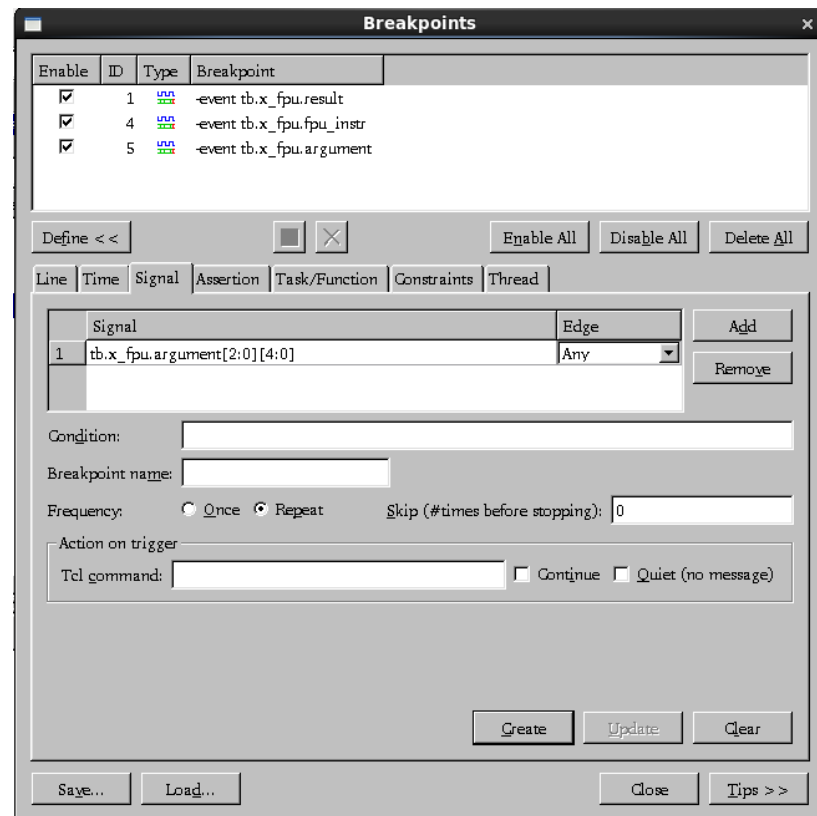 Breakpoints
Enable ID Type Breakpoint
1 -event tb.x_fpu.result
4 -event tb.x_fpu.fpu_instr
5 -event tb.x_fpu.argument
Define << Enable All Disable All Delete All
Line Time Signal Assertion Task/Function Constraints Thread
Signal Edge Add
1 tb.x_fpu.argument[2:0][4:0] Any
Remove
Condition:
Breakpoint name:
Frequency: Once Repeat Skip (#times before stopping): 0
Action on trigger
Tcl command: Continue Quiet (no message)
Create Update Clear
Save... Load... Close Tips >>